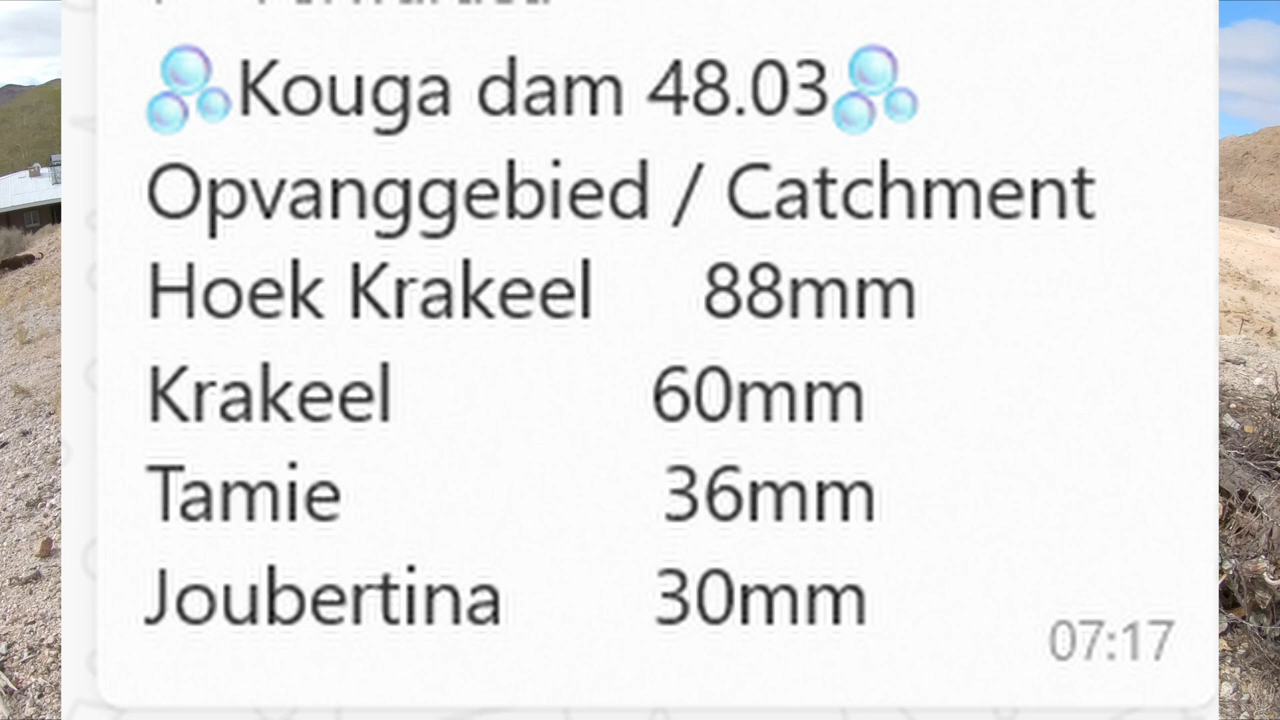 Kouga dam 48.03
Opvanggebied / Catchment
Hoek Krakeel 88mm
Krakeel 60mm
Tamie 36mm
Joubertina 30mm
07:17